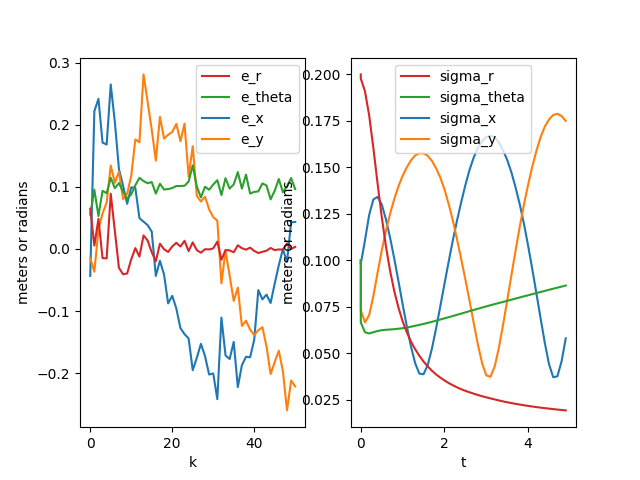 0.3
0.2
0.1
0.0
−0.1
−0.2
meters or radians
0
20
40
k
e_r
e_theta
e_x
e_y
0.200
0.175
0.150
0.125
0.100
0.075
0.050
0.025
meters or radians
0
2
4
t
sigma_r
sigma_theta
sigma_x
sigma_y